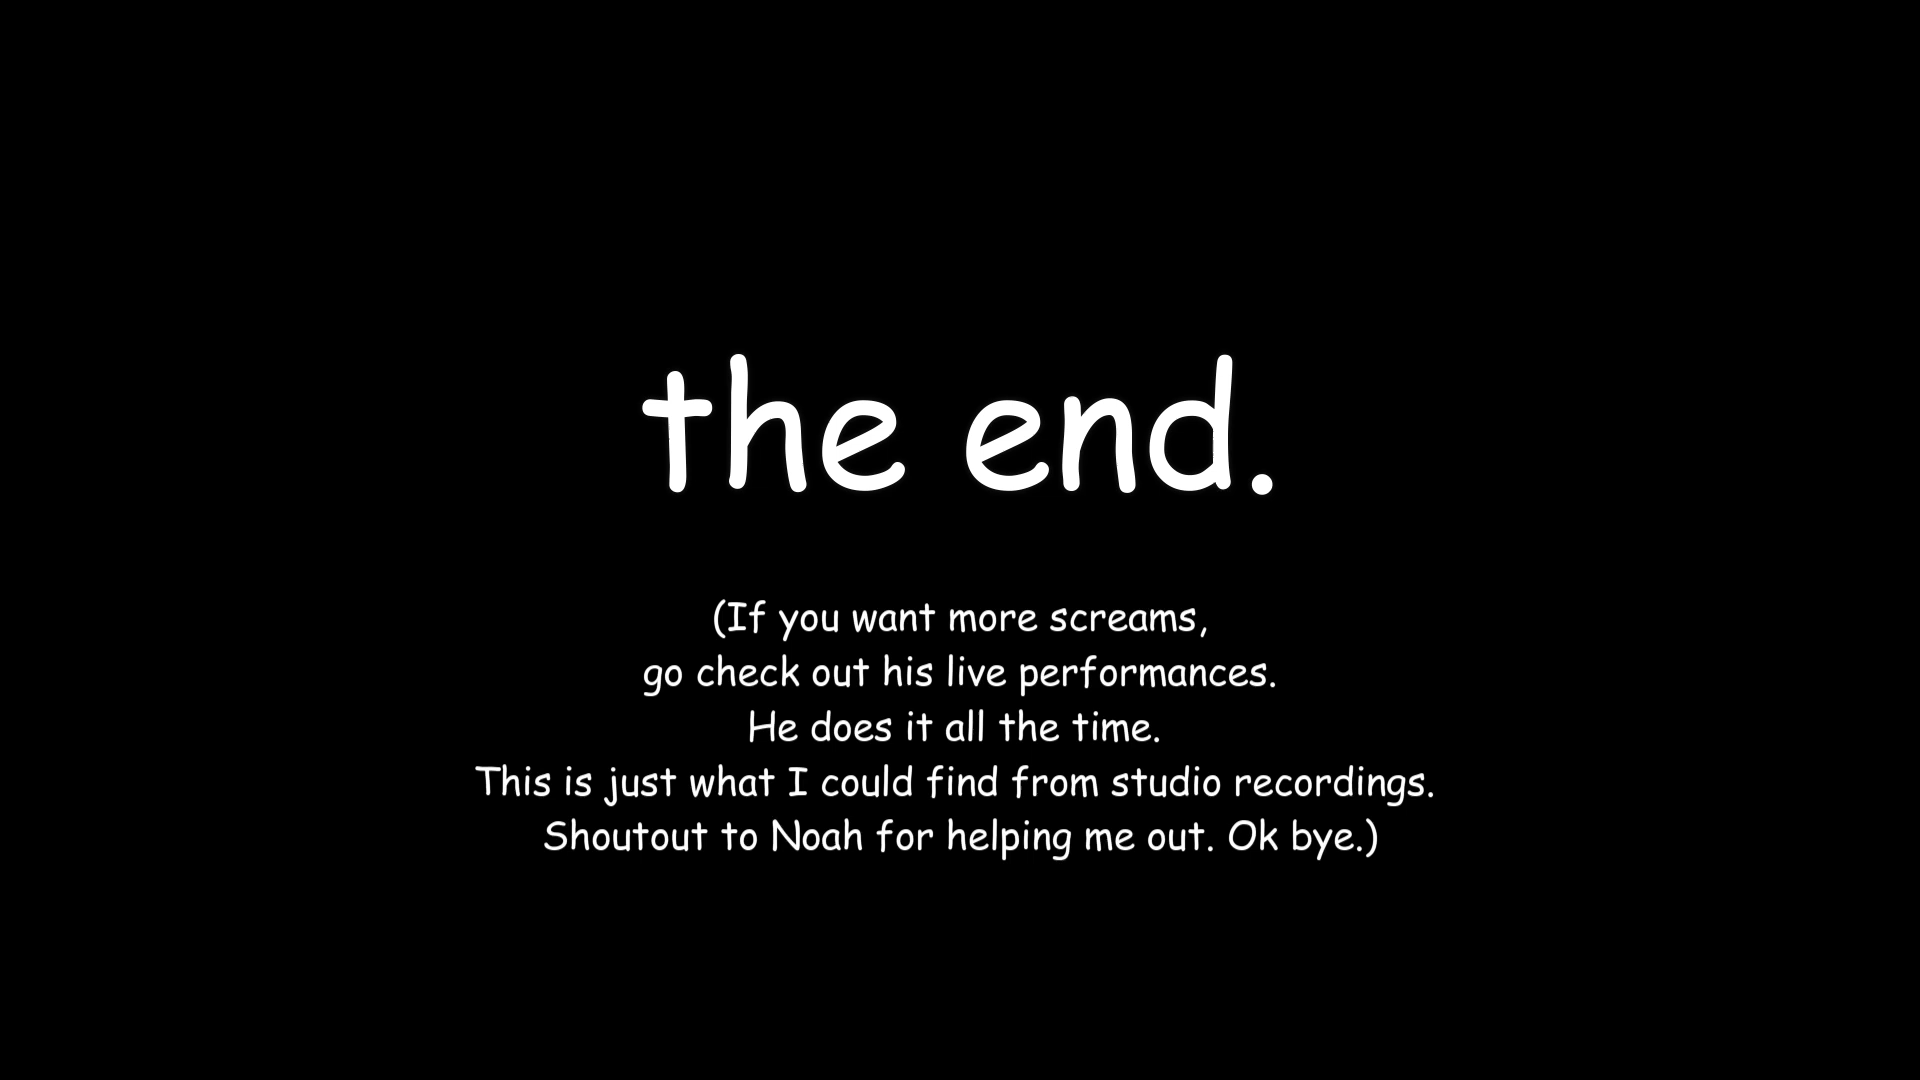 the end.
(If you want more screams,
go check out his live performances.
He does it all the time.
This is just what I could find from studio recordings.
Shoutout to Noah for helping me out. Ok bye.)